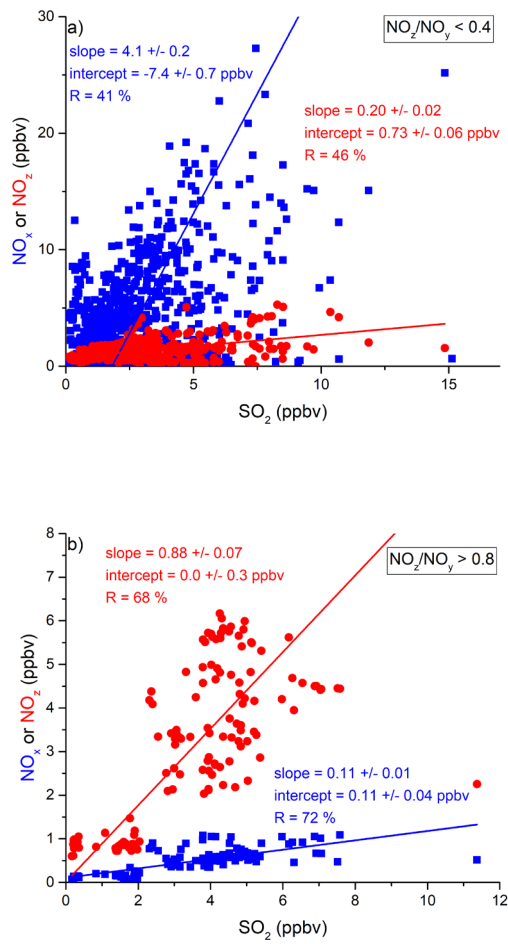 a)
NOz/NOy < 0.4
slope = 4.1 +/- 0.2
intercept = -7.4 +/- 0.7 ppbv
R = 41 %
slope = 0.20 +/- 0.02
intercept = 0.73 +/- 0.06 ppbv
R = 46 %
NOx or NOz (ppbv)
30
20
10
0
0
5
10
15
SO2 (ppbv)
b)
NOz/NOy > 0.8
slope = 0.88 +/- 0.07
intercept = 0.0 +/- 0.3 ppbv
R = 68 %
slope = 0.11 +/- 0.01
intercept = 0.11 +/- 0.04 ppbv
R = 72 %
NOx or NOz (ppbv)
8
7
6
5
4
3
2
1
0
0
2
4
6
8
10
12
SO2 (ppbv)